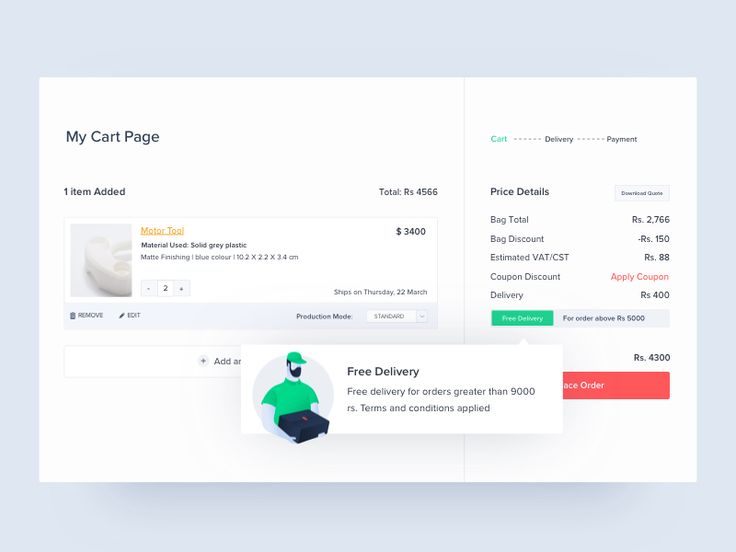 My Cart Page
Cart Delivery Payment
1 item Added Total: Rs 4566
Motor Tool $ 3400
Material Used: Solid grey plastic
Matte Finishing | blue colour | 10.2 X 2.2 X 3.4 cm
- 2 +
Ships on Thursday, 22 March
REMOVE EDIT Production Mode: STANDARD
+ Add an
Price Details Download Quote
Bag Total Rs. 2,766
Bag Discount -Rs. 150
Estimated VAT/CST Rs. 88
Coupon Discount Apply Coupon
Delivery Rs 400
Free Delivery For order above Rs 5000
Rs. 4300
ace Order
Free Delivery
Free delivery for orders greater than 9000
rs. Terms and conditions applied